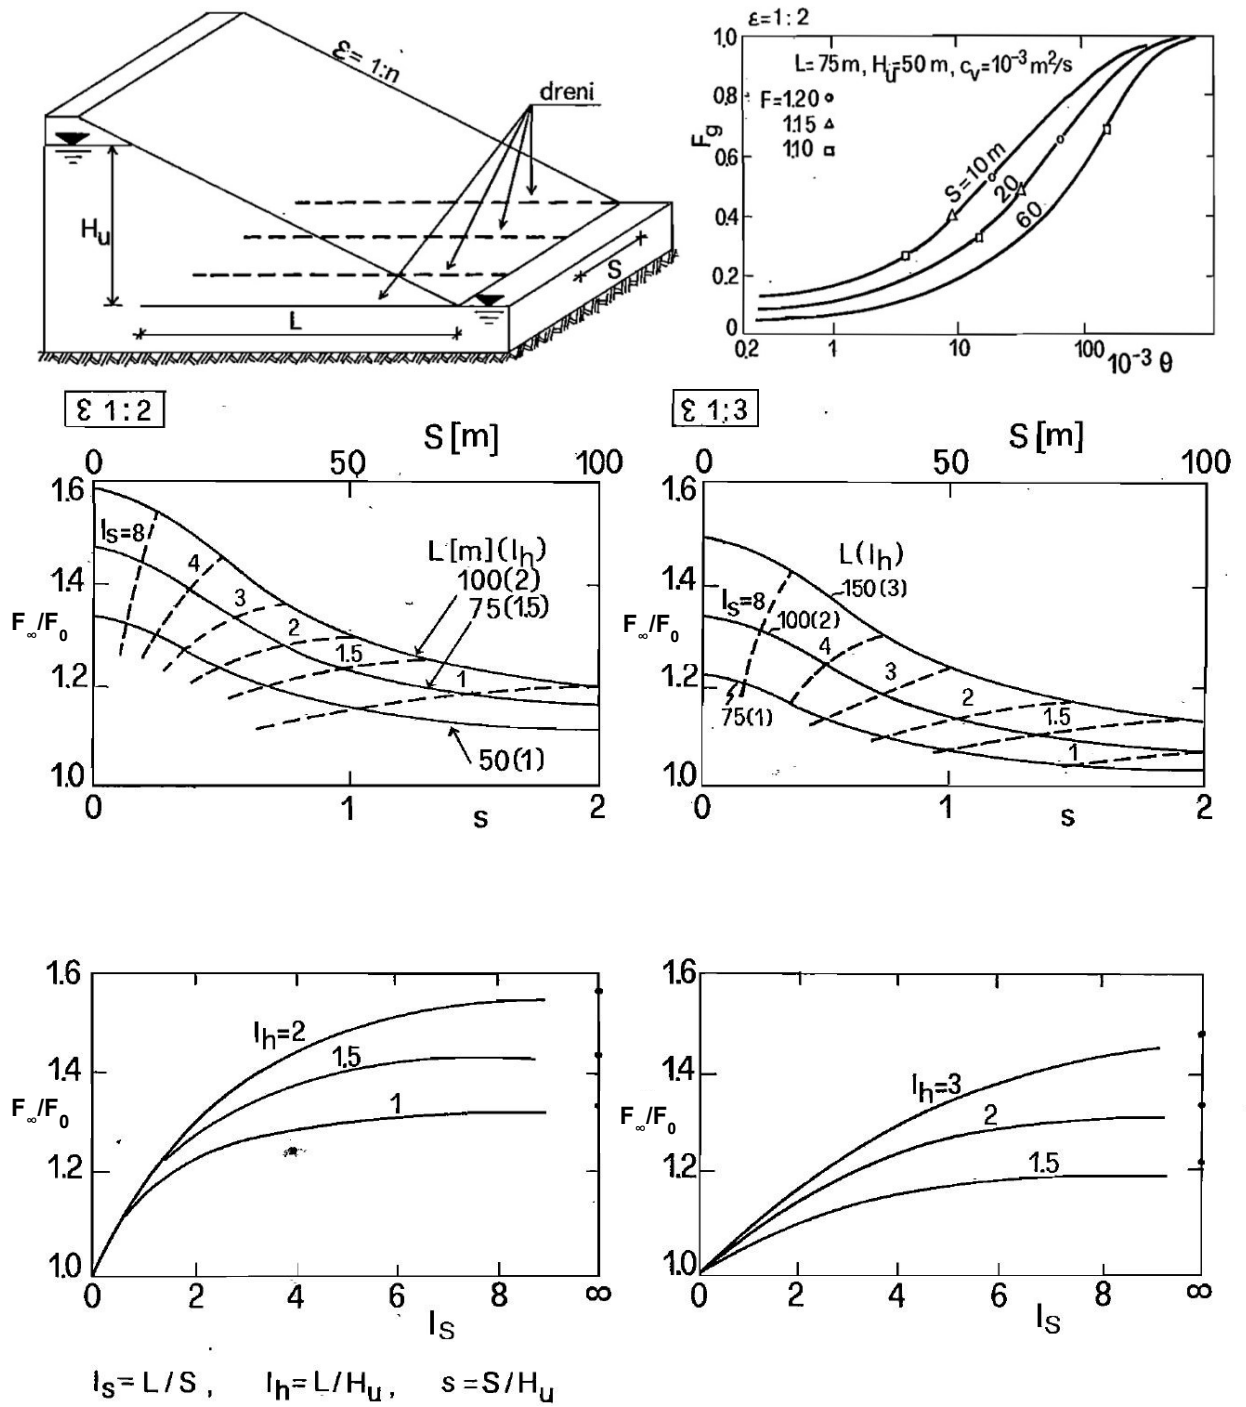 ε= 1:n
dreni
Hu
S
L
ε=1:2
L=75m, Hu=50m, cv=10⁻³ m²/s
F=1.20 ∘
1.15 ▵
1.10 ▫
S=10m
20
60
Fg
1.0
0.8
0.6
0.4
0.2
0
0.2 1 10 100 10⁻³ θ
ε 1:2
S [m]
0 50 100
1.6
1.4
F∞/F0
1.2
1.0
ls=8
4
3
2
1.5
1
L[m](lh)
100(2)
75(1.5)
50(1)
0 1 2
s
ε 1;3
S [m]
0 50 100
1.6
1.4
F∞/F0
1.2
1.0
ls=8
4
3
2
1.5
1
L(lh)
150(3)
100(2)
75(1)
0 1 2
s
1.6
1.4
F∞/F0
1.2
1.0
lh=2
1.5
1
0 2 4 6 8 ∞
ls
1.6
1.4
F∞/F0
1.2
1.0
lh=3
2
1.5
0 2 4 6 8 ∞
ls
ls=L/S, lh=L/Hu, s=S/Hu